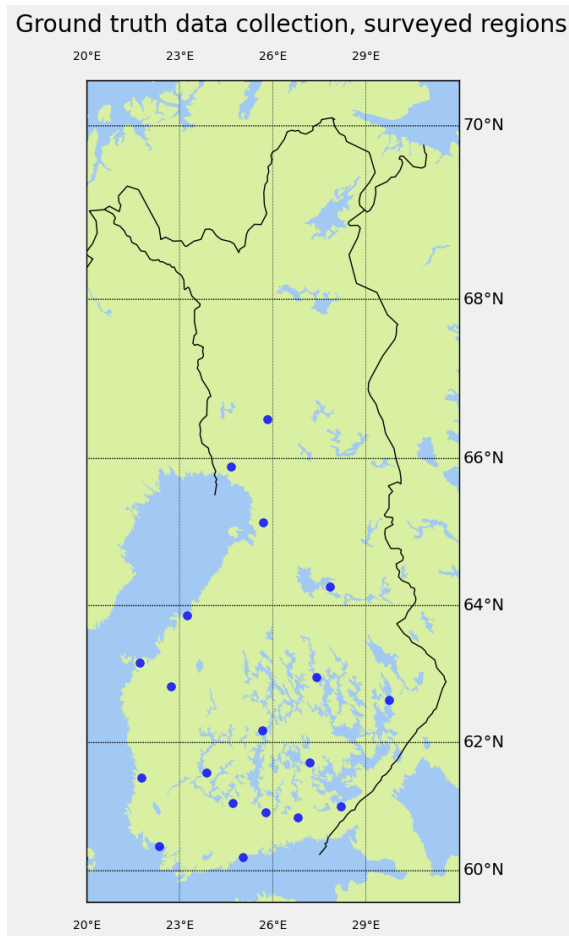 Ground truth data collection, surveyed regions
20°E 23°E 26°E 29°E
70°N
68°N
66°N
64°N
62°N
60°N
20°E 23°E 26°E 29°E